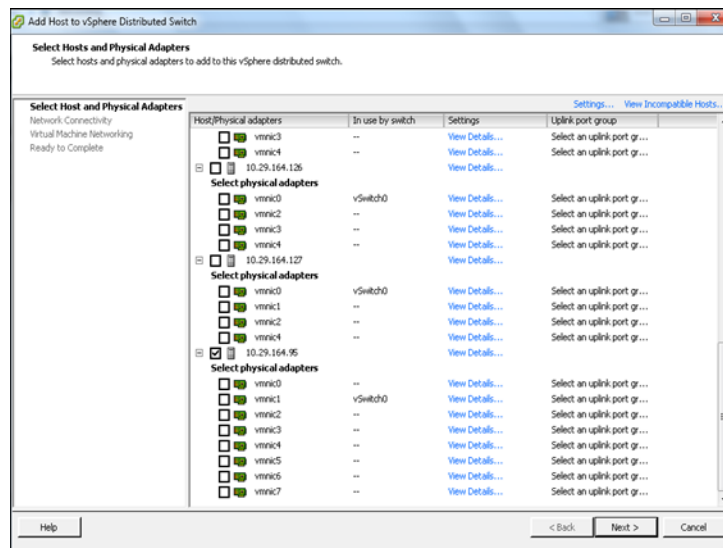 Add Host to vSphere Distributed Switch
Select Hosts and Physical Adapters
Select hosts and physical adapters to add to this vSphere distributed switch.
Select Host and Physical Adapters
Network Connectivity
Virtual Machine Networking
Ready to Complete
Settings... View Incompatible Hosts...
Host/Physical adapters In use by switch Settings Uplink port group
vmnic3 -- View Details... Select an uplink port gr...
vmnic4 -- View Details... Select an uplink port gr...
10.29.164.126 View Details...
Select physical adapters
vmnic0 vSwitch0 View Details... Select an uplink port gr...
vmnic2 -- View Details... Select an uplink port gr...
vmnic3 -- View Details... Select an uplink port gr...
vmnic4 -- View Details... Select an uplink port gr...
10.29.164.127 View Details...
Select physical adapters
vmnic0 vSwitch0 View Details... Select an uplink port gr...
vmnic1 -- View Details... Select an uplink port gr...
vmnic2 -- View Details... Select an uplink port gr...
vmnic4 -- View Details... Select an uplink port gr...
10.29.164.95 View Details...
Select physical adapters
vmnic0 -- View Details... Select an uplink port gr...
vmnic1 vSwitch0 View Details... Select an uplink port gr...
vmnic2 -- View Details... Select an uplink port gr...
vmnic3 -- View Details... Select an uplink port gr...
vmnic4 -- View Details... Select an uplink port gr...
vmnic5 -- View Details... Select an uplink port gr...
vmnic6 -- View Details... Select an uplink port gr...
vmnic7 -- View Details... Select an uplink port gr...
Help < Back Next > Cancel